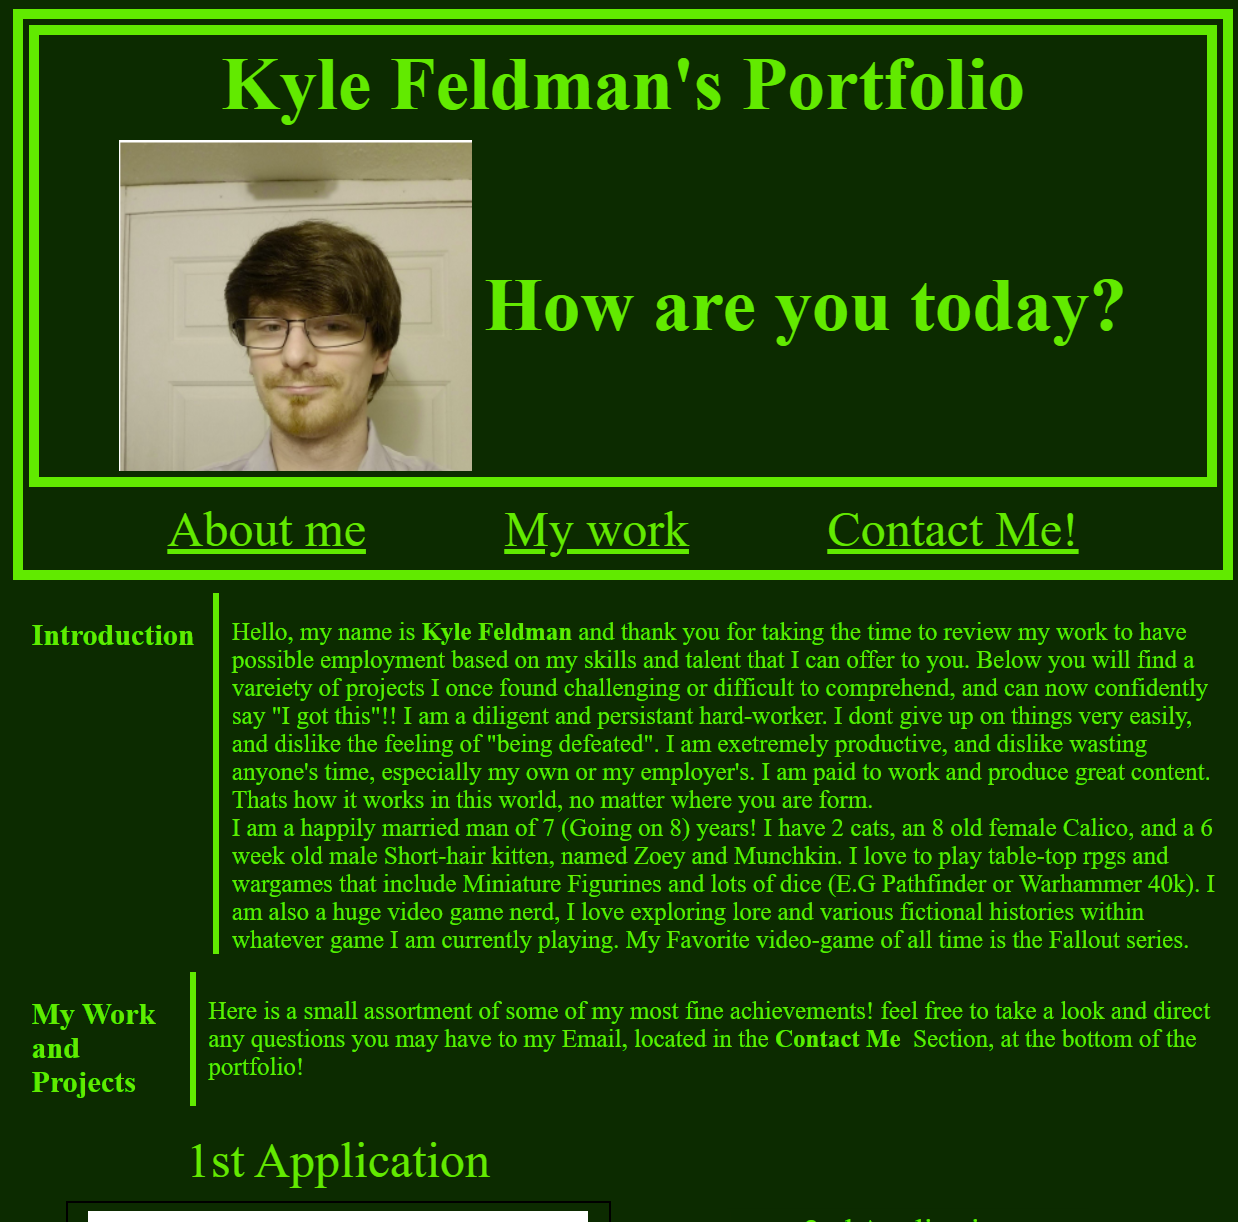 Kyle Feldman's Portfolio
How are you today?
About me
My work
Contact Me!
Introduction
Hello, my name is Kyle Feldman and thank you for taking the time to review my work to have
possible employment based on my skills and talent that I can offer to you. Below you will find a
vareiety of projects I once found challenging or difficult to comprehend, and can now confidently
say "I got this"!! I am a diligent and persistant hard-worker. I dont give up on things very easily,
and dislike the feeling of "being defeated". I am exetremely productive, and dislike wasting
anyone's time, especially my own or my employer's. I am paid to work and produce great content.
Thats how it works in this world, no matter where you are form.
I am a happily married man of 7 (Going on 8) years! I have 2 cats, an 8 old female Calico, and a 6
week old male Short-hair kitten, named Zoey and Munchkin. I love to play table-top rpgs and
wargames that include Miniature Figurines and lots of dice (E.G Pathfinder or Warhammer 40k). I
am also a huge video game nerd, I love exploring lore and various fictional histories within
whatever game I am currently playing. My Favorite video-game of all time is the Fallout series.
My Work
and
Projects
Here is a small assortment of some of my most fine achievements! feel free to take a look and direct
any questions you may have to my Email, located in the Contact Me Section, at the bottom of the
portfolio!
1st Application